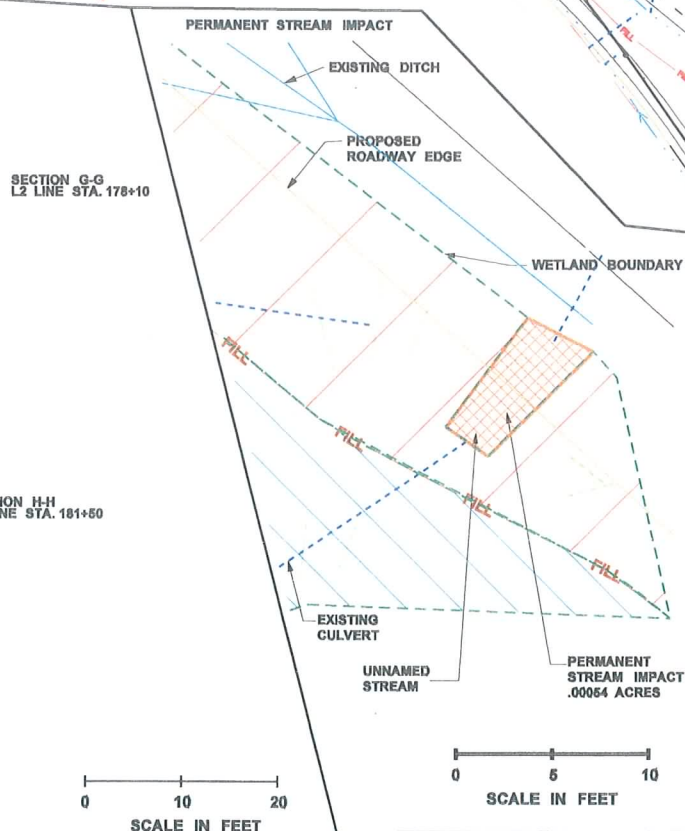 PERMANENT STREAM IMPACT
EXISTING DITCH
PROPOSED
ROADWAY EDGE
SECTION G-G
L2 LINE STA. 178+10
WETLAND BOUNDARY
FILL
FILL
FILL
FILL
FILL
ION H-H
NE STA. 181+50
EXISTING
CULVERT
UNNAMED
STREAM
PERMANENT
STREAM IMPACT
.00054 ACRES
0 10 20
SCALE IN FEET
0 5 10
SCALE IN FEET